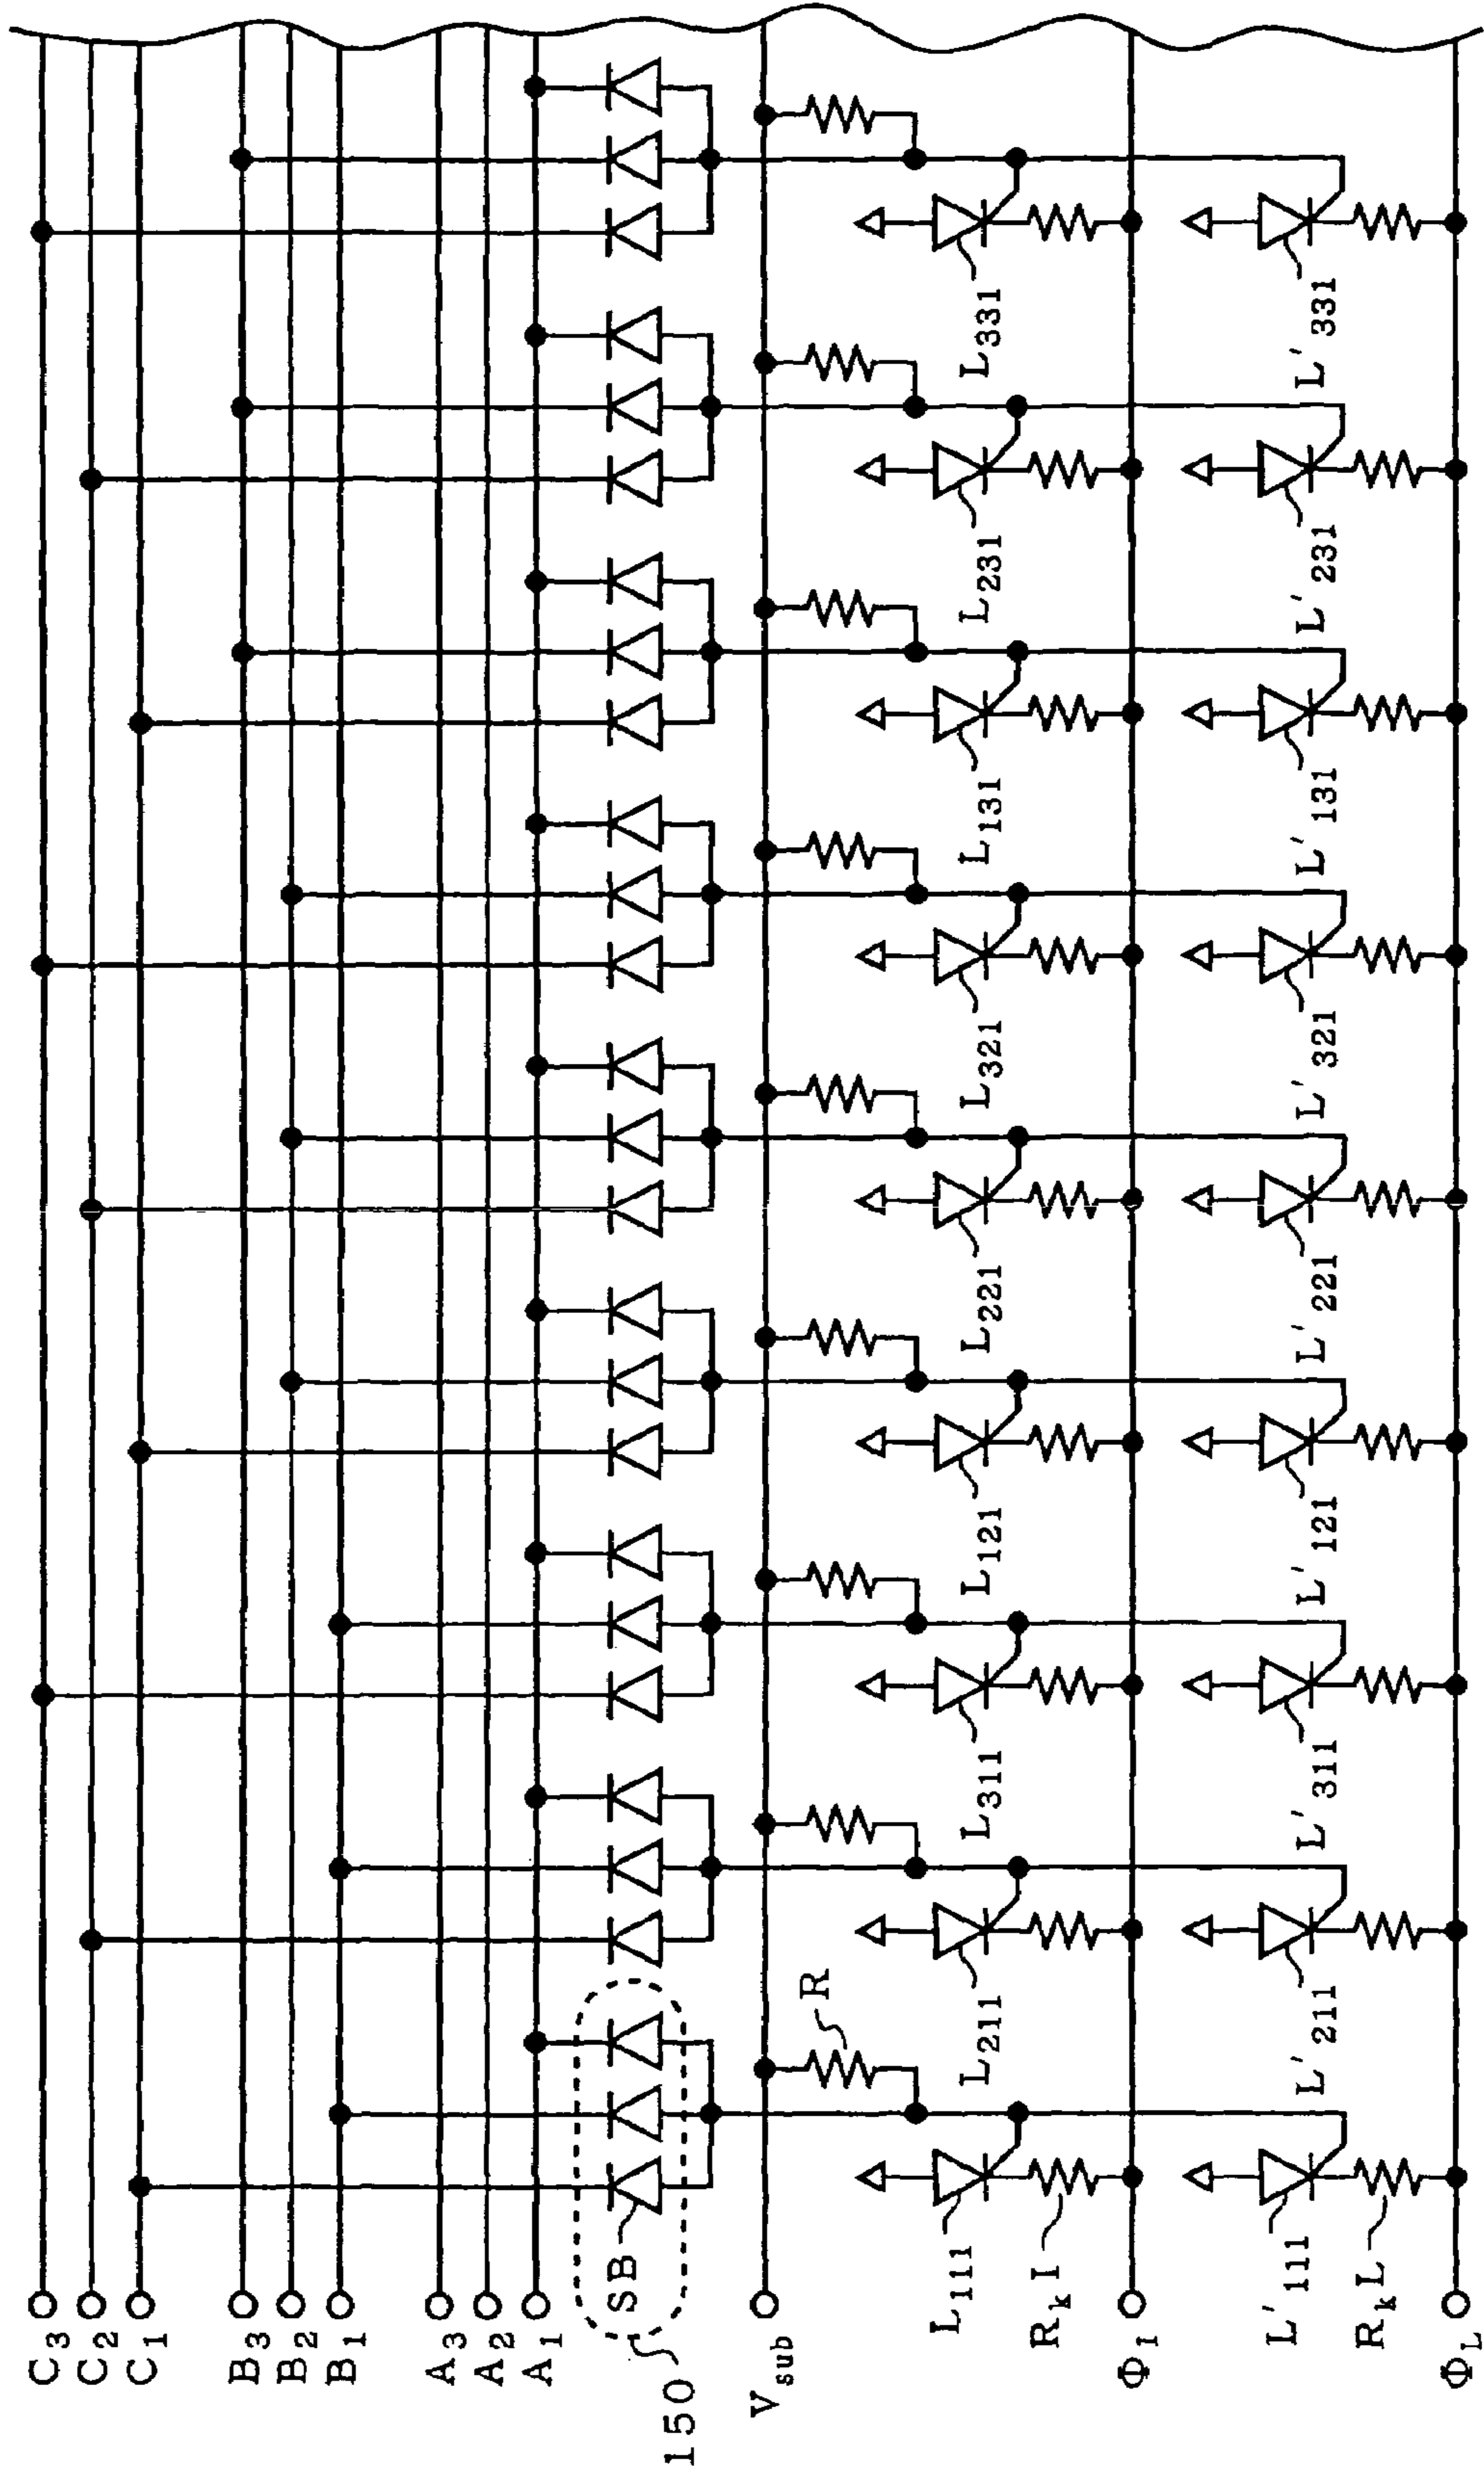 C3
C2
C1
B3
B2
B1
A3
A2
A1
SB
150
Vsub
R
L111
L211
L311
L121
L221
L321
L131
L231
L331
RkI
Φ1
L'111
L'211
L'311
L'121
L'221
L'321
L'131
L'231
L'331
RkL
ΦL